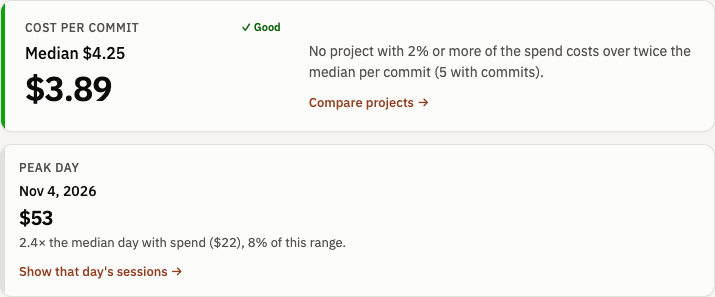 COST PER COMMIT
✓ Good
Median $4.25
$3.89
No project with 2% or more of the spend costs over twice the
median per commit (5 with commits).
Compare projects →
PEAK DAY
Nov 4, 2026
$53
2.4× the median day with spend ($22), 8% of this range.
Show that day's sessions →